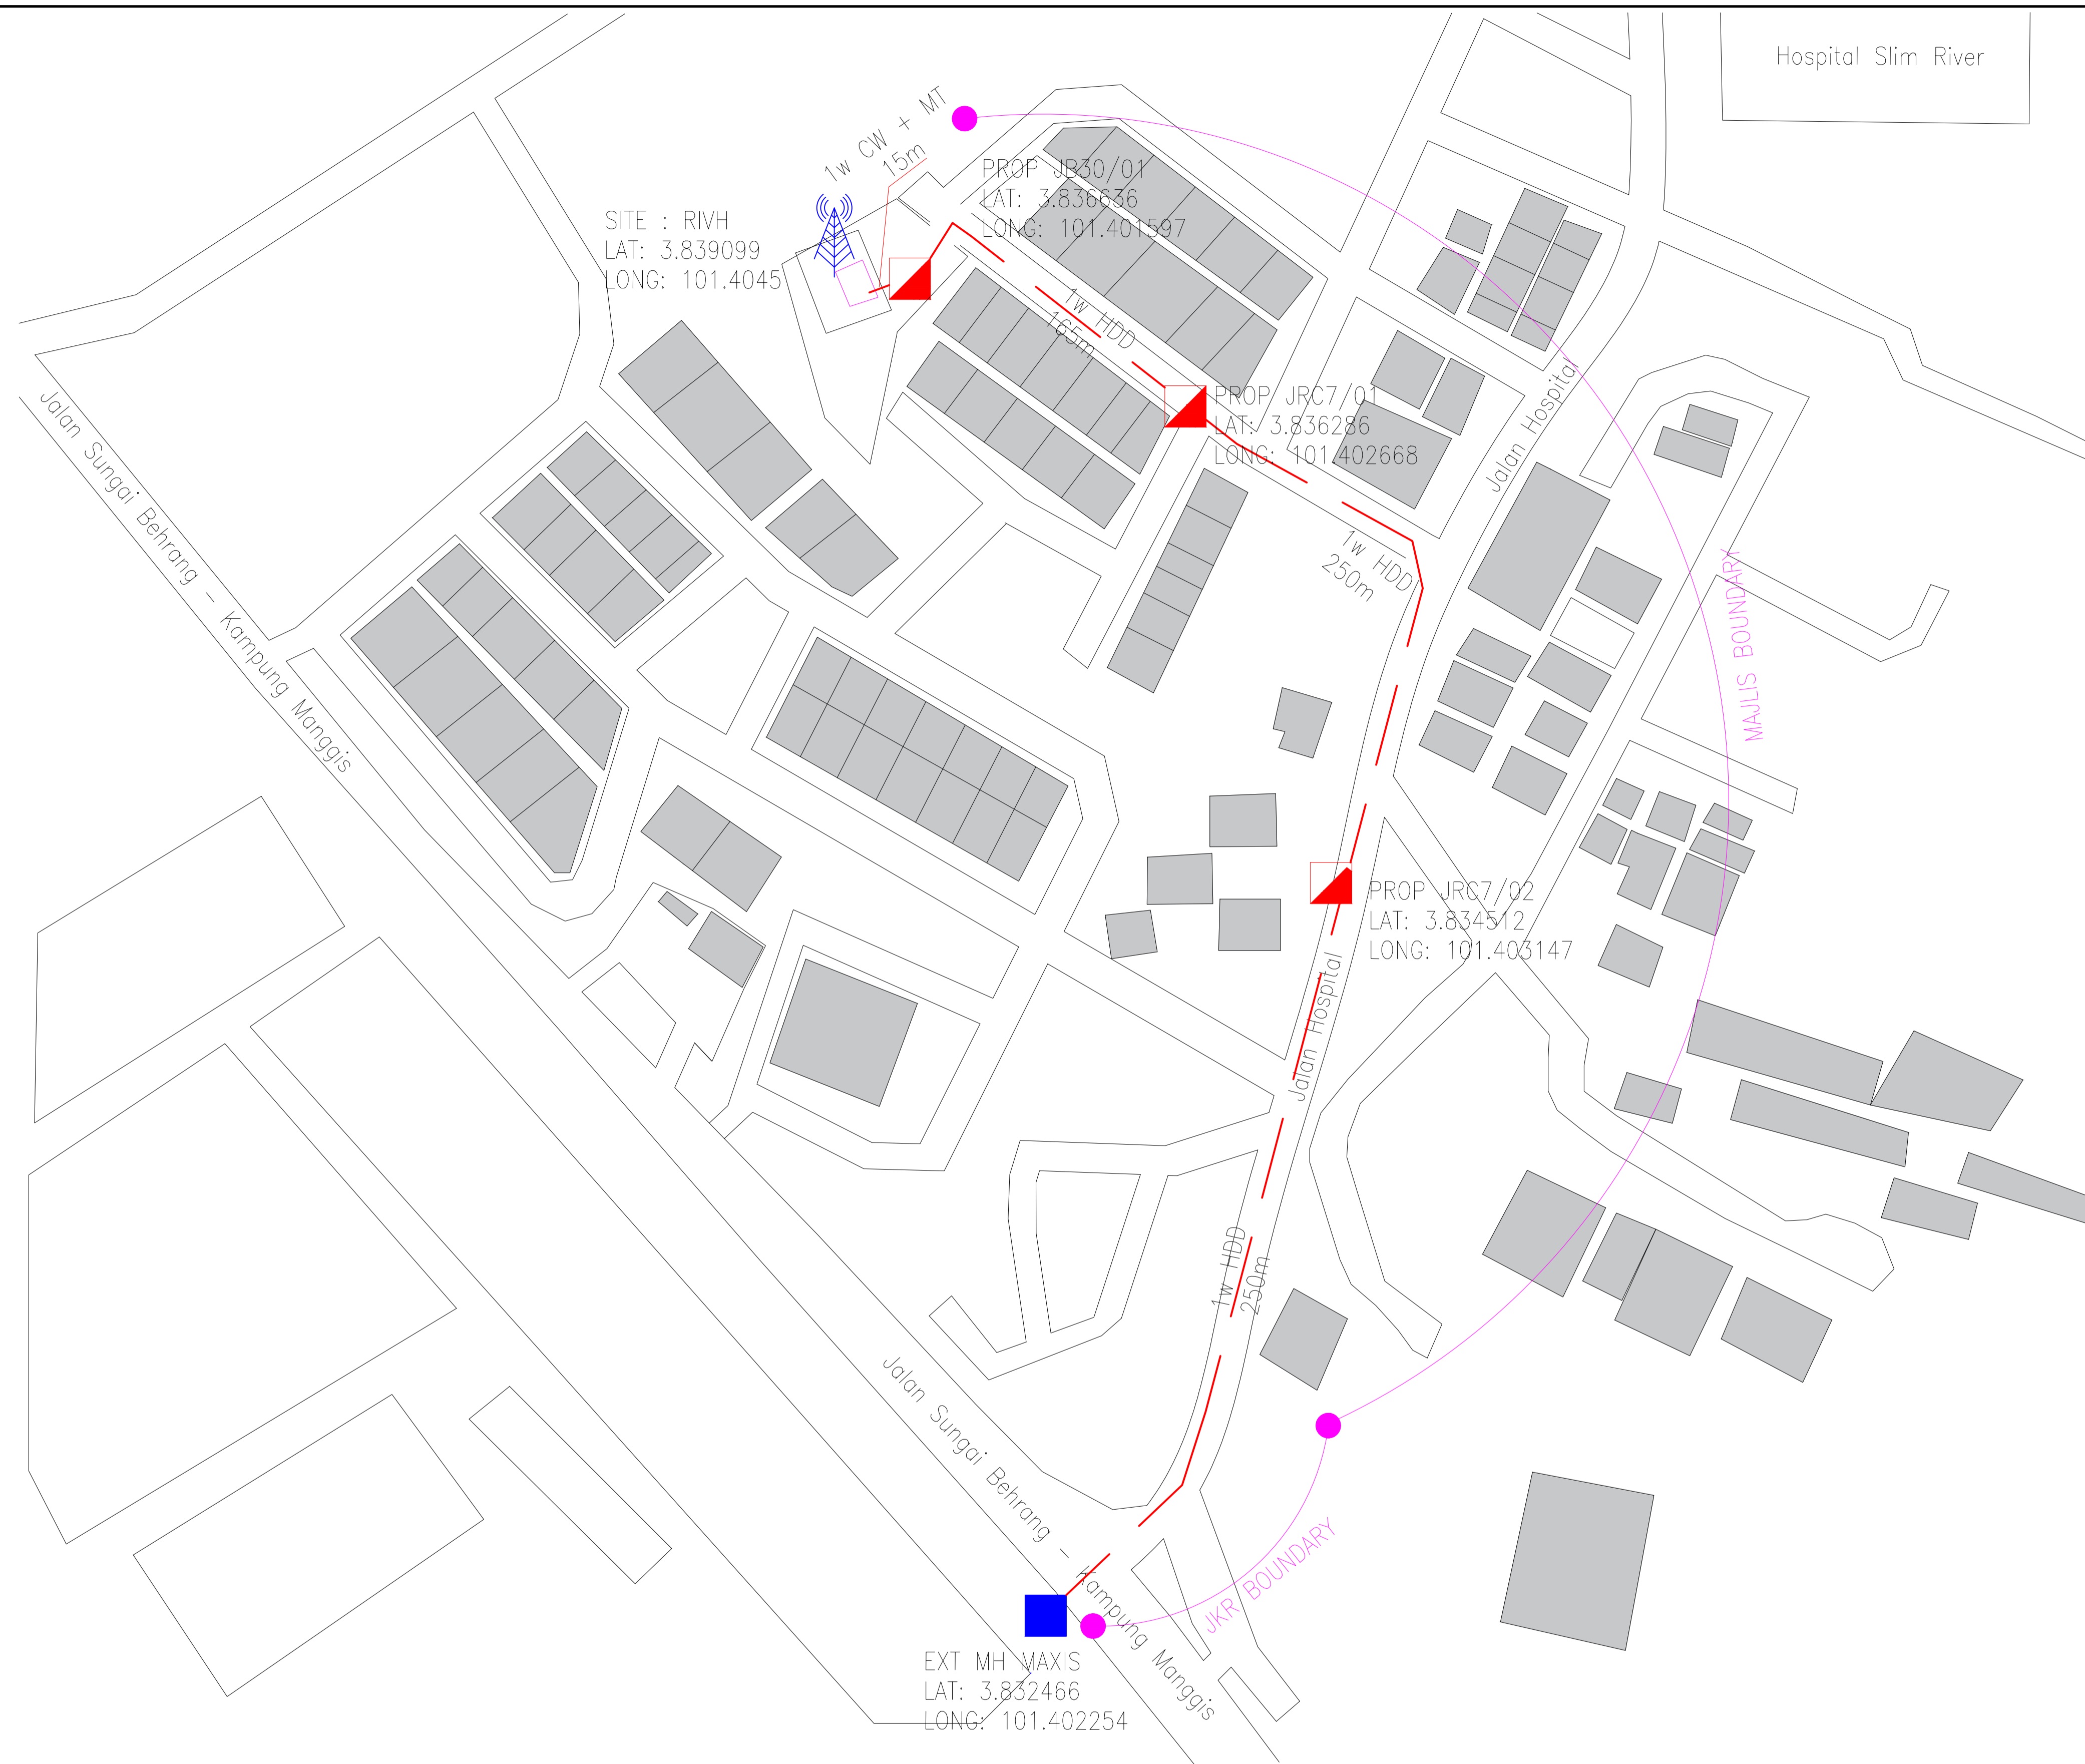 Hospital Slim River
1w CW + MT
15m
PROP JB30/01
LAT: 3.836636
LONG: 101.401597
SITE : RIVH
LAT: 3.839099
LONG: 101.4045
1w HDD
165m
PROP JRC7/01
LAT: 3.836286
LONG: 101.402668
Jalan Hospital
Jalan Sungai Behrang - Kampung Manggis
1w HDD
250m
MAJLIS BOUNDARY
PROP JRC7/02
LAT: 3.834512
LONG: 101.403147
Jalan Hospital
1w HDD
250m
Jalan Sungai Behrang - Kampung Manggis
JKR BOUNDARY
EXT MH MAXIS
LAT: 3.832466
LONG: 101.402254